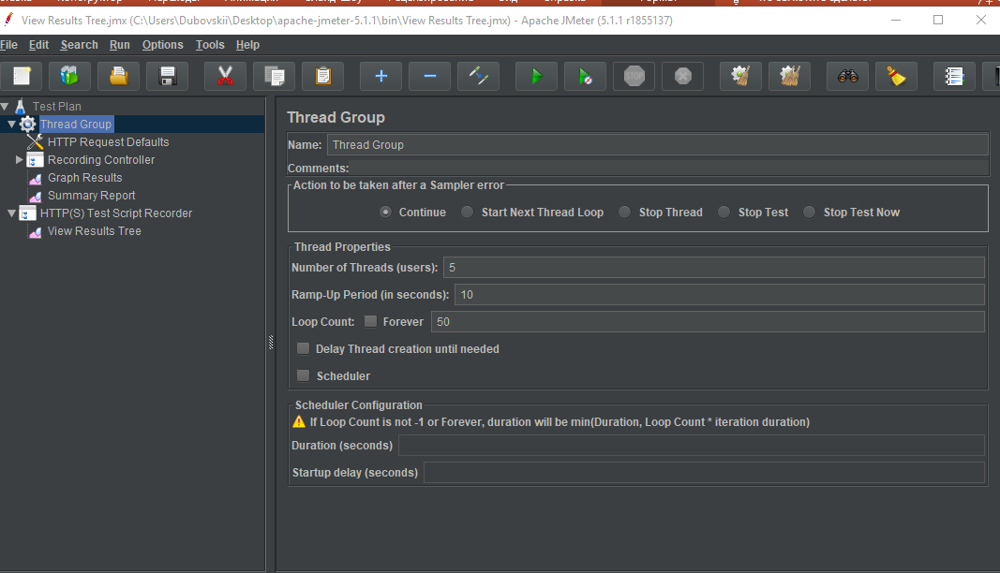 View Results Tree.jmx (C:\Users\Dubovskii\Desktop\apache-jmeter-5.1.1\bin\View Results Tree.jmx) - Apache JMeter (5.1.1 r1855137)
File Edit Search Run Options Tools Help
STOP
Test Plan
Thread Group
HTTP Request Defaults
Recording Controller
Graph Results
Summary Report
HTTP(S) Test Script Recorder
View Results Tree
Thread Group
Name: Thread Group
Comments:
Action to be taken after a Sampler error
Continue Start Next Thread Loop Stop Thread Stop Test Stop Test Now
Thread Properties
Number of Threads (users): 5
Ramp-Up Period (in seconds): 10
Loop Count: Forever 50
Delay Thread creation until needed
Scheduler
Scheduler Configuration
If Loop Count is not -1 or Forever, duration will be min(Duration, Loop Count * iteration duration)
Duration (seconds)
Startup delay (seconds)